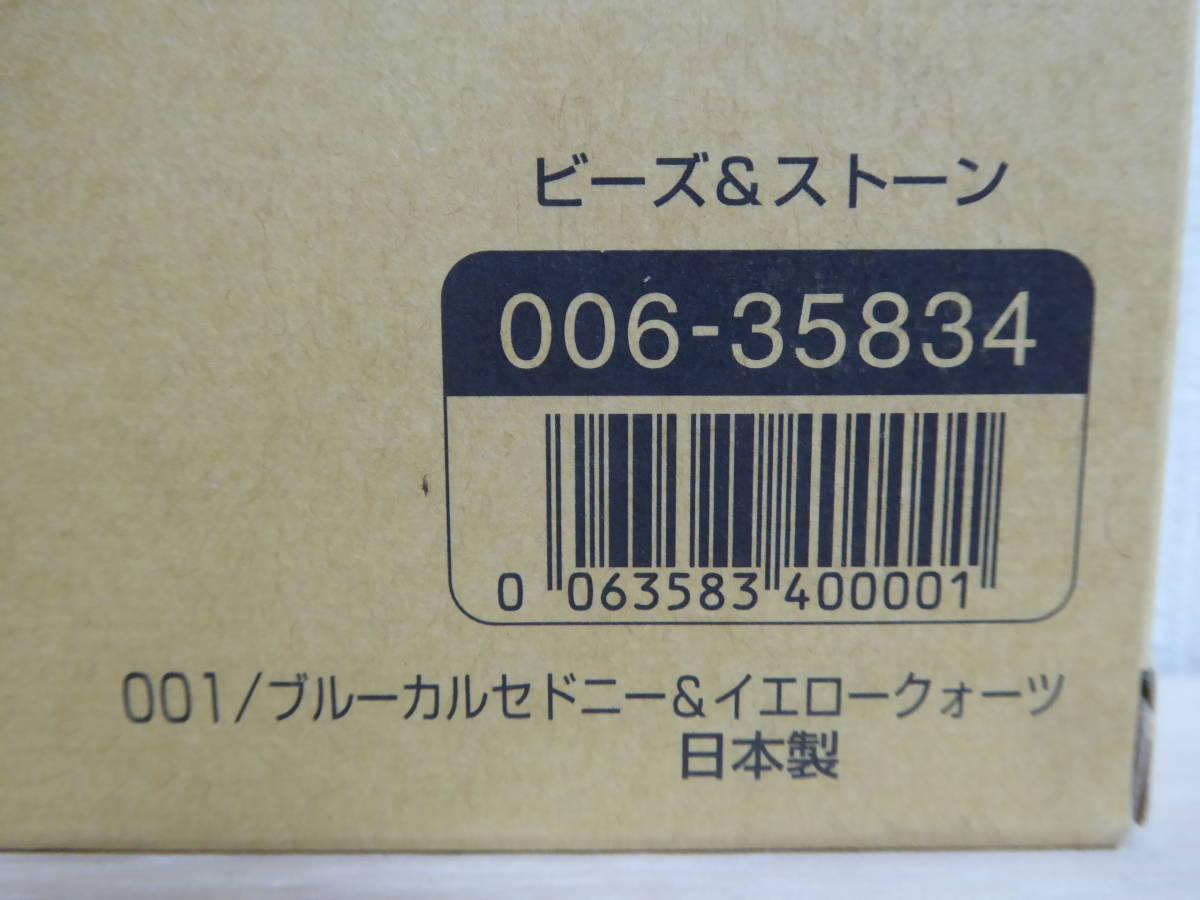 ビーズ&ストーン
006-35834
0 063583 400001
001/ブルーカルセドニー&イエロークォーツ
日本製